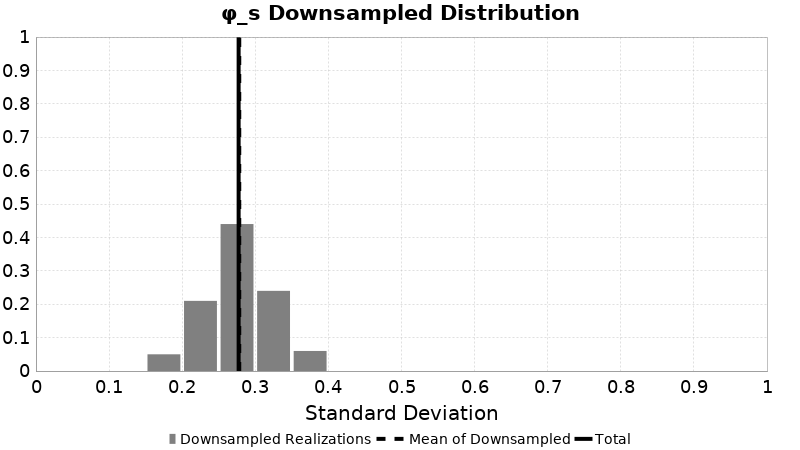 φ_s Downsampled Distribution
1
0.9
0.8
0.7
0.6
0.5
0.4
0.3
0.2
0.1
0
0 0.1 0.2 0.3 0.4 0.5 0.6 0.7 0.8 0.9 1
Standard Deviation
Downsampled Realizations Mean of Downsampled Total